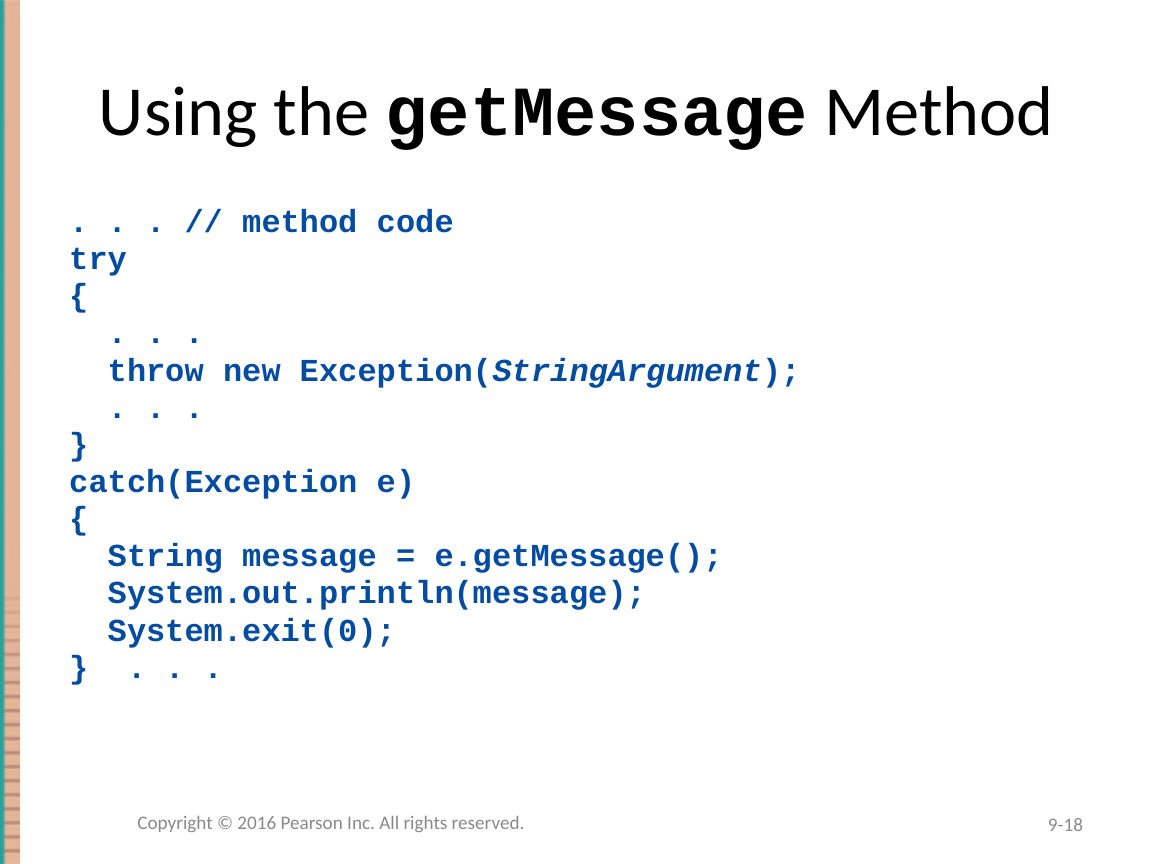 Using the getMessage Method
. . . // method code
try
{
  . . .
  throw new Exception(StringArgument);
  . . .
}
catch(Exception e)
{
  String message = e.getMessage();
  System.out.println(message);
  System.exit(0);
}  . . .
Copyright © 2016 Pearson Inc. All rights reserved.
9-18